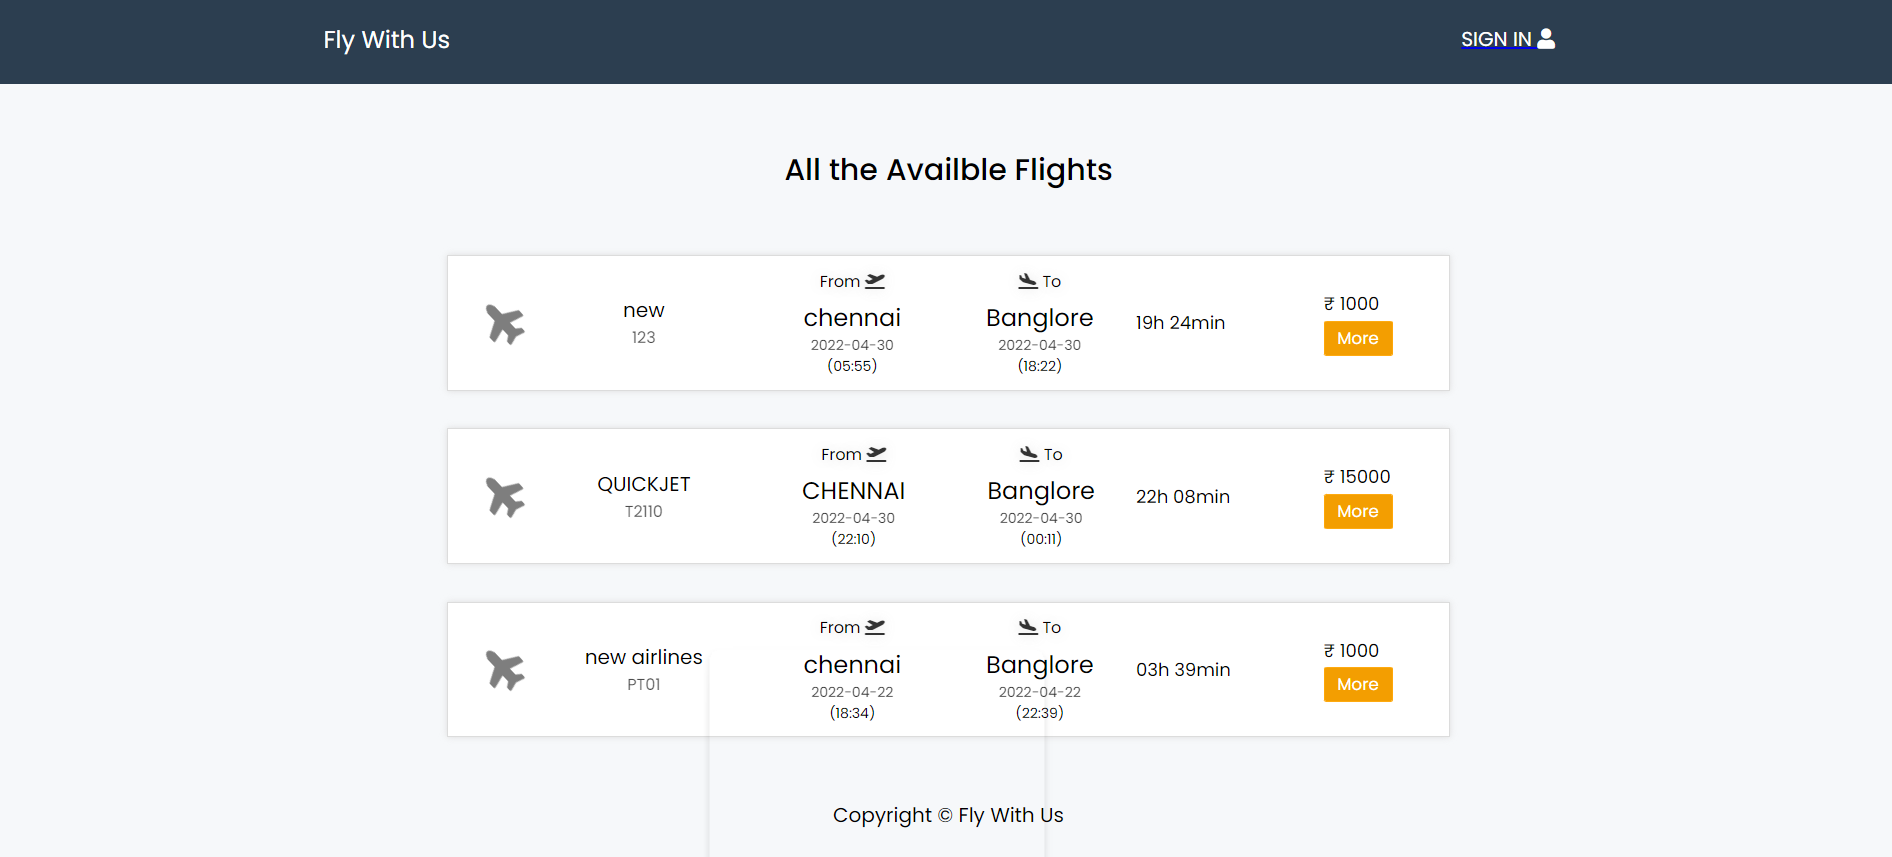 Fly With Us
SIGN IN
All the Availble Flights
new
123
From
chennai
2022-04-30
(05:55)
To
Banglore
2022-04-30
(18:22)
19h 24min
₹ 1000
More
QUICKJET
T2110
From
CHENNAI
2022-04-30
(22:10)
To
Banglore
2022-04-30
(00:11)
22h 08min
₹ 15000
More
new airlines
PT01
From
chennai
2022-04-22
(18:34)
To
Banglore
2022-04-22
(22:39)
03h 39min
₹ 1000
More
Copyright © Fly With Us